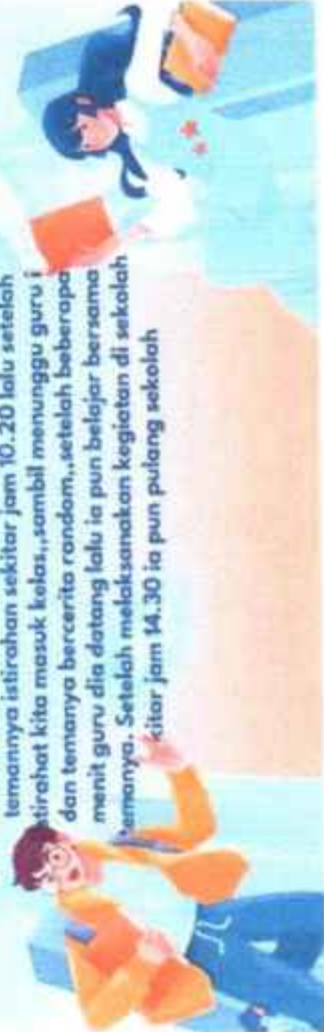 temannya istirahan sekitar jam 10.20 lalu setelah
istirahat kita masuk kelas,,sambil menunggu guru i
dan temanya bercerita random,,setelah beberapa
menit guru dia datang lalu ia pun belajar bersama
temanya. Setelah melaksanakan kegiatan di sekolah
kitar jam 14.30 ia pun pulang sekolah